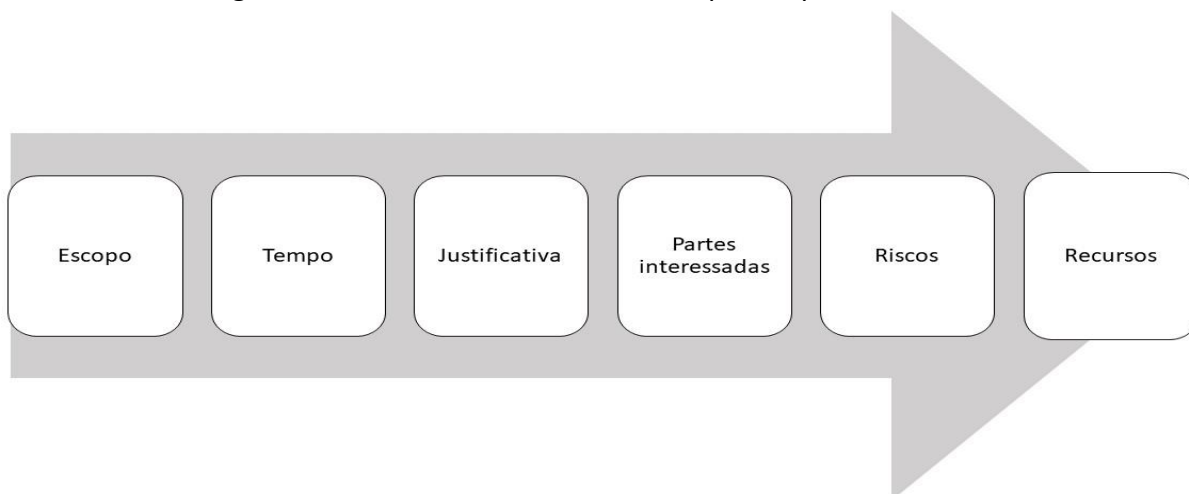 Escopo
Tempo
Justificativa
Partes
interessadas
Riscos
Recursos